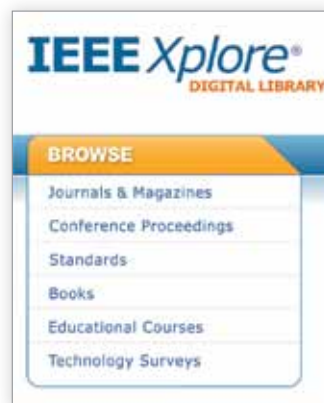 IEEE Xplore®
DIGITAL LIBRARY
BROWSE
Journals & Magazines
Conference Proceedings
Standards
Books
Educational Courses
Technology Surveys